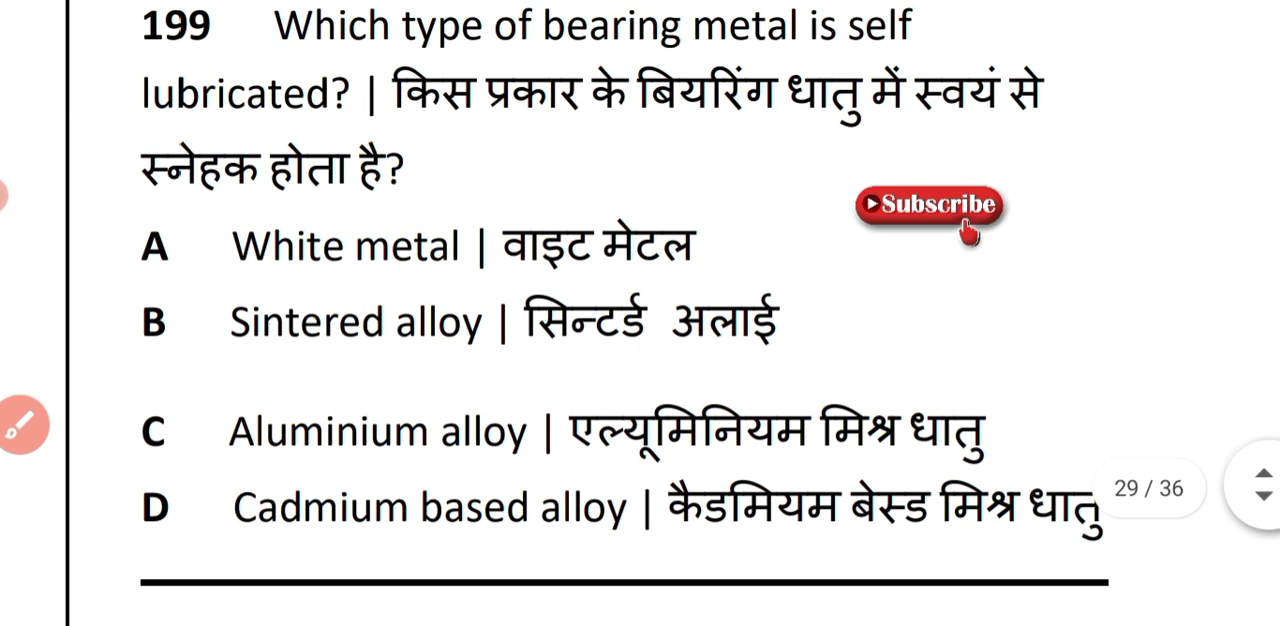 199 Which type of bearing metal is self
lubricated? | किस प्रकार के बियरिंग धातु में स्वयं से
स्नेहक होता है?
Subscribe
A White metal | वाइट मेटल
B Sintered alloy | सिन्टर्ड अलाई
C Aluminium alloy | एल्यूमिनियम मिश्र धातु
D Cadmium based alloy | कैडमियम बेस्ड मिश्र धातु
29 / 36